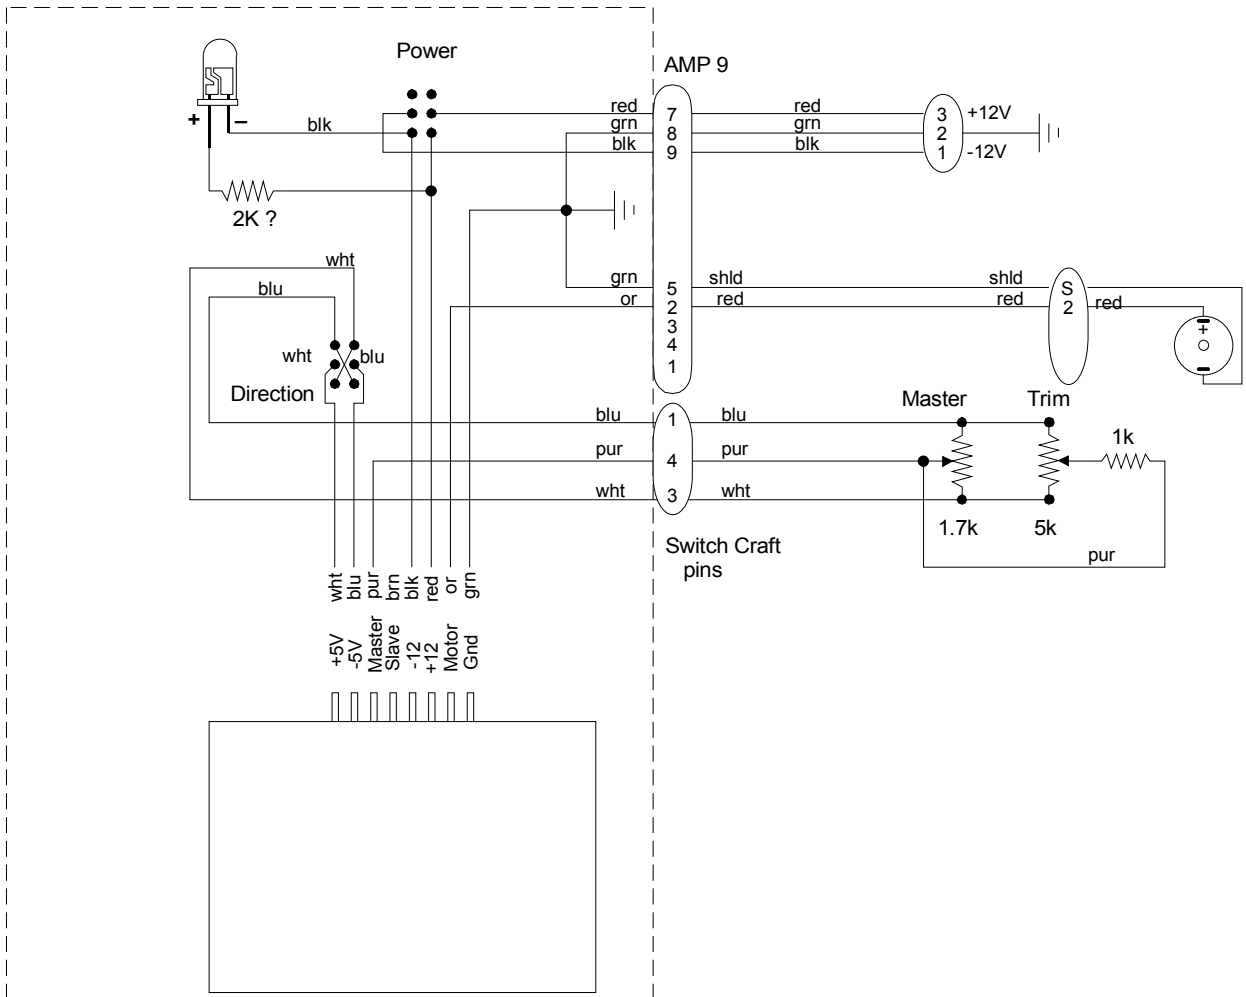 Power
AMP 9
+ –
blk
2K ?
red 7 red 3 +12V
grn 8 grn 2
blk 9 blk 1 -12V
wht
blu
grn 5 shld shld S
or 2 red red 2 red
3
4
1
+
wht blu
Direction
Master Trim
blu 1 blu
pur 4 pur 1k
wht 3 wht
1.7k 5k
Switch Craft
pins
pur
wht blu pur brn blk red or grn
+5V -5V Master Slave -12 +12 Motor Gnd